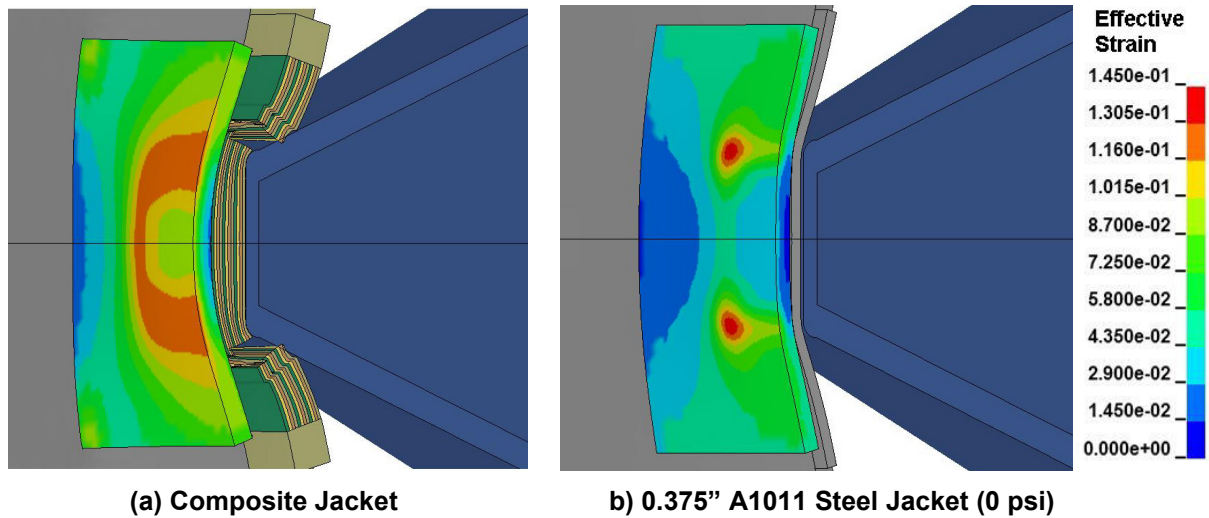 Effective
Strain
1.450e-01
1.305e-01
1.160e-01
1.015e-01
8.700e-02
7.250e-02
5.800e-02
4.350e-02
2.900e-02
1.450e-02
0.000e+00
(a) Composite Jacket
b) 0.375” A1011 Steel Jacket (0 psi)